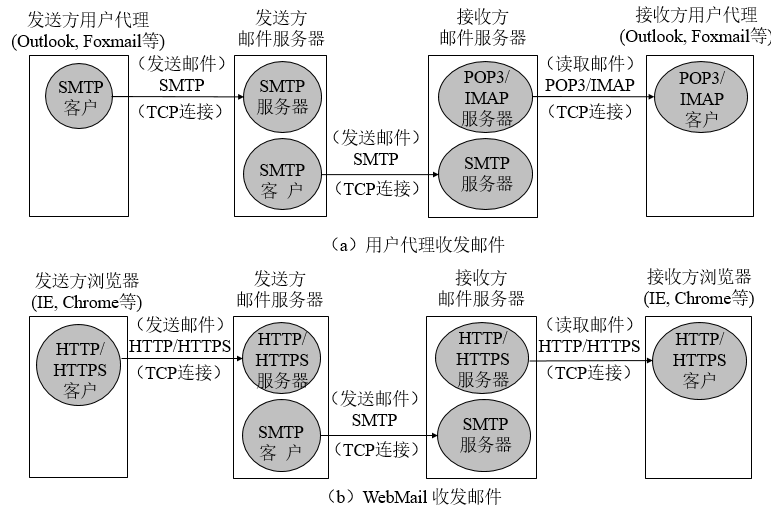 发送方用户代理
(Outlook, Foxmail等)
发送方
邮件服务器
接收方
邮件服务器
接收方用户代理
(Outlook, Foxmail等)
SMTP
客户
（发送邮件）
SMTP
（TCP连接）
SMTP
服务器
SMTP
客 户
（发送邮件）
SMTP
（TCP连接）
POP3/
IMAP
服务器
SMTP
服务器
（读取邮件）
POP3/IMAP
（TCP连接）
POP3/
IMAP
客户
（a）用户代理收发邮件
发送方浏览器
(IE, Chrome等)
发送方
邮件服务器
接收方
邮件服务器
接收方浏览器
(IE, Chrome等)
HTTP/
HTTPS
客户
（发送邮件）
HTTP/HTTPS
（TCP连接）
HTTP/
HTTPS
服务器
SMTP
客 户
（发送邮件）
SMTP
（TCP连接）
HTTP/
HTTPS
服务器
SMTP
服务器
（读取邮件）
HTTP/HTTPS
（TCP连接）
HTTP/
HTTPS
客户
（b）WebMail 收发邮件